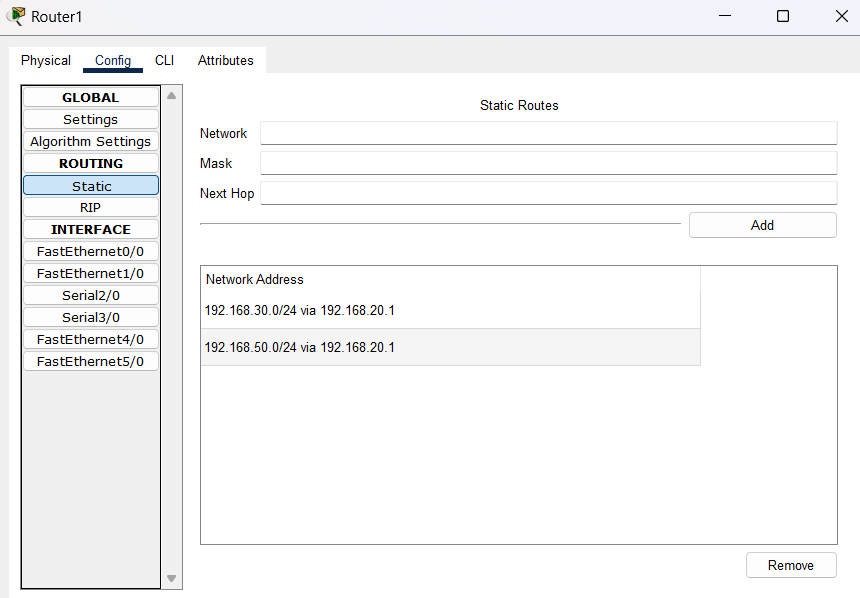 Router1
Physical Config CLI Attributes
GLOBAL
Settings
Algorithm Settings
ROUTING
Static
RIP
INTERFACE
FastEthernet0/0
FastEthernet1/0
Serial2/0
Serial3/0
FastEthernet4/0
FastEthernet5/0
Static Routes
Network
Mask
Next Hop
Add
Network Address
192.168.30.0/24 via 192.168.20.1
192.168.50.0/24 via 192.168.20.1
Remove